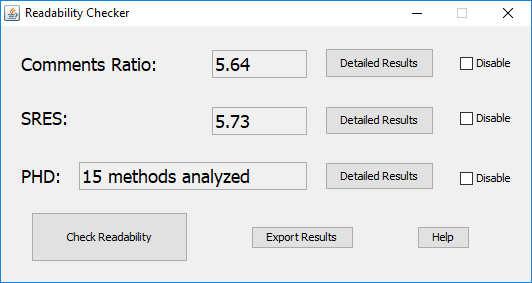 Readability Checker
Comments Ratio: 5.64 Detailed Results Disable
SRES: 5.73 Detailed Results Disable
PHD: 15 methods analyzed Detailed Results Disable
Check Readability Export Results Help